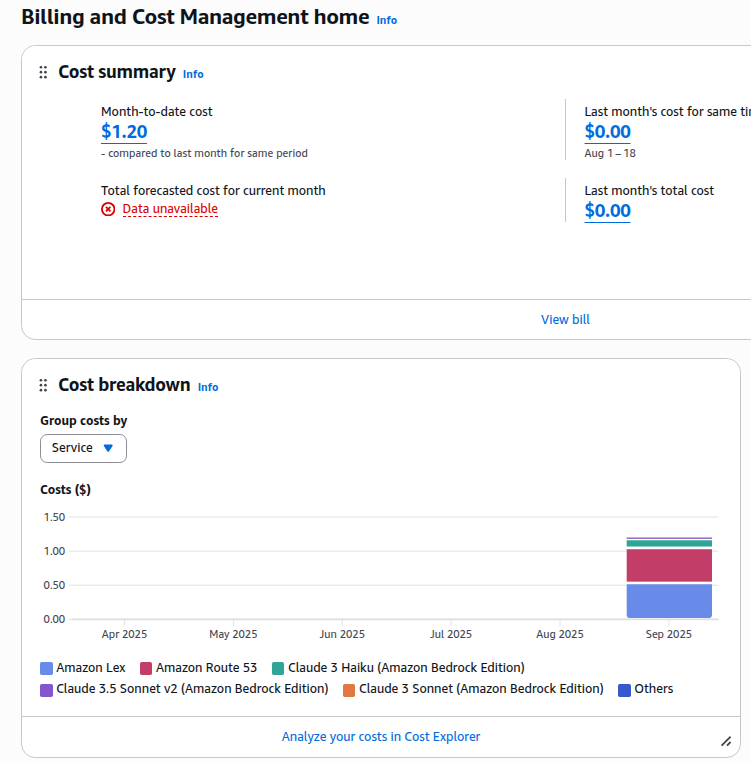 Billing and Cost Management home Info
Cost summary Info
Month-to-date cost
$1.20
- compared to last month for same period
Last month's cost for same
$0.00
Aug 1 – 18
Total forecasted cost for current month
Data unavailable
Last month's total cost
$0.00
View bill
Cost breakdown Info
Group costs by
Service
Costs ($)
1.50
1.00
0.50
0.00
Apr 2025 May 2025 Jun 2025 Jul 2025 Aug 2025 Sep 2025
Amazon Lex Amazon Route 53 Claude 3 Haiku (Amazon Bedrock Edition)
Claude 3.5 Sonnet v2 (Amazon Bedrock Edition) Claude 3 Sonnet (Amazon Bedrock Edition) Others
Analyze your costs in Cost Explorer